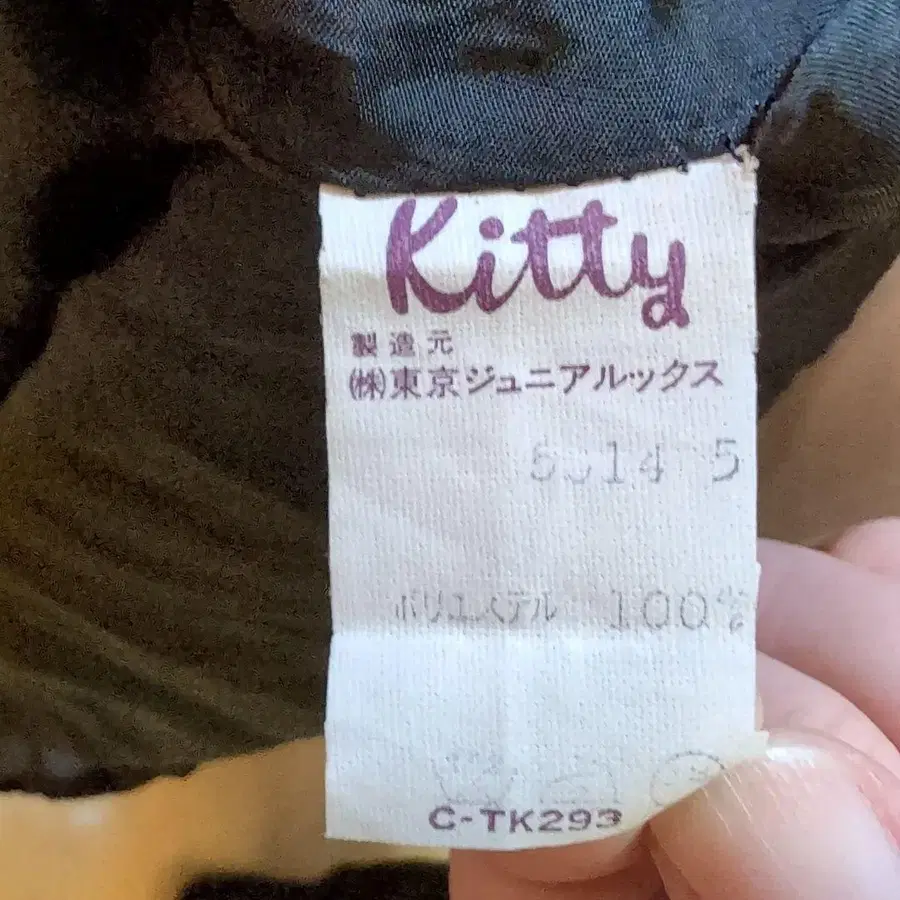 Kitty
製造元
㈱東京ジュニアルックス
ポリエステル 100%
C-TK293